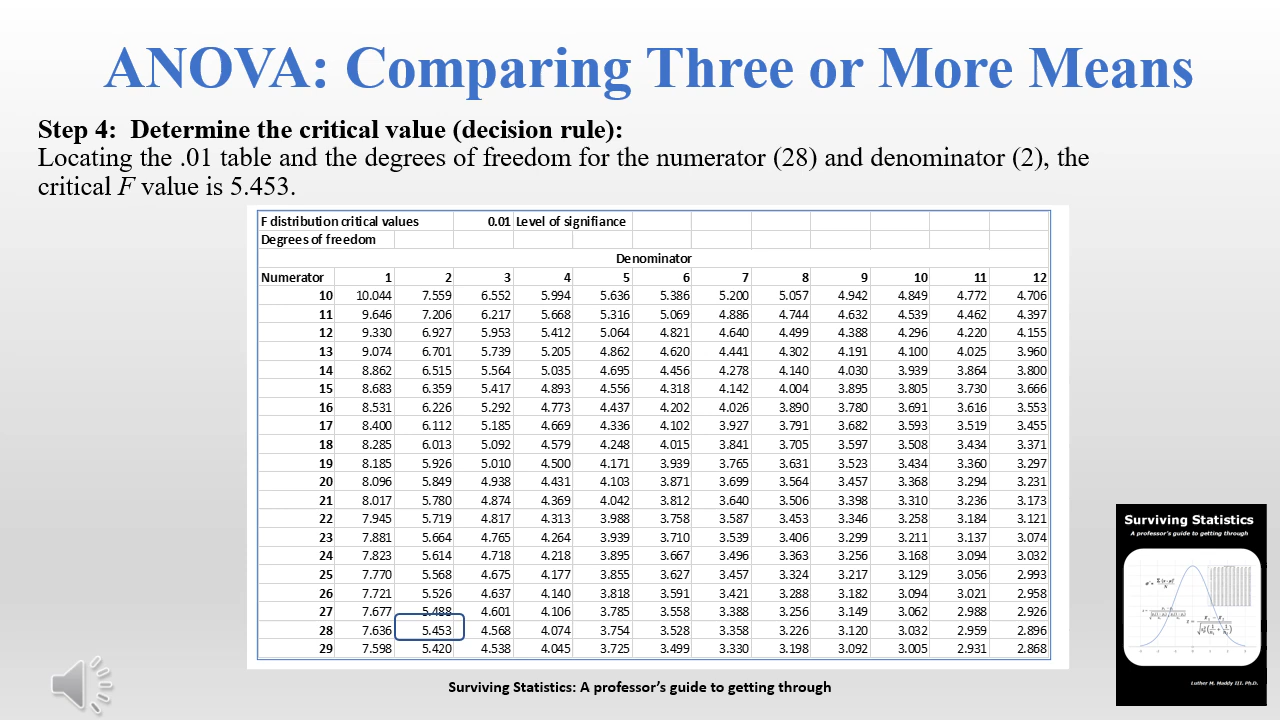 ANOVA: Comparing Three or More Means
Step 4:  Determine the critical value (decision rule):
Locating the .01 table and the degrees of freedom for the numerator (28) and denominator (2), the
critical F value is 5.453.
F distribution critical values 0.01 Level of signifiance
Degrees of freedom
Denominator
Numerator 1 2 3 4 5 6 7 8 9 10 11 12
10 10.044 7.559 6.552 5.994 5.636 5.386 5.200 5.057 4.942 4.849 4.772 4.706
11 9.646 7.206 6.217 5.668 5.316 5.069 4.886 4.744 4.632 4.539 4.462 4.397
12 9.330 6.927 5.953 5.412 5.064 4.821 4.640 4.499 4.388 4.296 4.220 4.155
13 9.074 6.701 5.739 5.205 4.862 4.620 4.441 4.302 4.191 4.100 4.025 3.960
14 8.862 6.515 5.564 5.035 4.695 4.456 4.278 4.140 4.030 3.939 3.864 3.800
15 8.683 6.359 5.417 4.893 4.556 4.318 4.142 4.004 3.895 3.805 3.730 3.666
16 8.531 6.226 5.292 4.773 4.437 4.202 4.026 3.890 3.780 3.691 3.616 3.553
17 8.400 6.112 5.185 4.669 4.336 4.102 3.927 3.791 3.682 3.593 3.519 3.455
18 8.285 6.013 5.092 4.579 4.248 4.015 3.841 3.705 3.597 3.508 3.434 3.371
19 8.185 5.926 5.010 4.500 4.171 3.939 3.765 3.631 3.523 3.434 3.360 3.297
20 8.096 5.849 4.938 4.431 4.103 3.871 3.699 3.564 3.457 3.368 3.294 3.231
21 8.017 5.780 4.874 4.369 4.042 3.812 3.640 3.506 3.398 3.310 3.236 3.173
22 7.945 5.719 4.817 4.313 3.988 3.758 3.587 3.453 3.346 3.258 3.184 3.121
23 7.881 5.664 4.765 4.264 3.939 3.710 3.539 3.406 3.299 3.211 3.137 3.074
24 7.823 5.614 4.718 4.218 3.895 3.667 3.496 3.363 3.256 3.168 3.094 3.032
25 7.770 5.568 4.675 4.177 3.855 3.627 3.457 3.324 3.217 3.129 3.056 2.993
26 7.721 5.526 4.637 4.140 3.818 3.591 3.421 3.288 3.182 3.094 3.021 2.958
27 7.677 5.488 4.601 4.106 3.785 3.558 3.388 3.256 3.149 3.062 2.988 2.926
28 7.636 5.453 4.568 4.074 3.754 3.528 3.358 3.226 3.120 3.032 2.959 2.896
29 7.598 5.420 4.538 4.045 3.725 3.499 3.330 3.198 3.092 3.005 2.931 2.868
Surviving Statistics: A professor’s guide to getting through
Surviving Statistics
A professor's guide to getting through
Luther M. Maddy III, Ph.D.